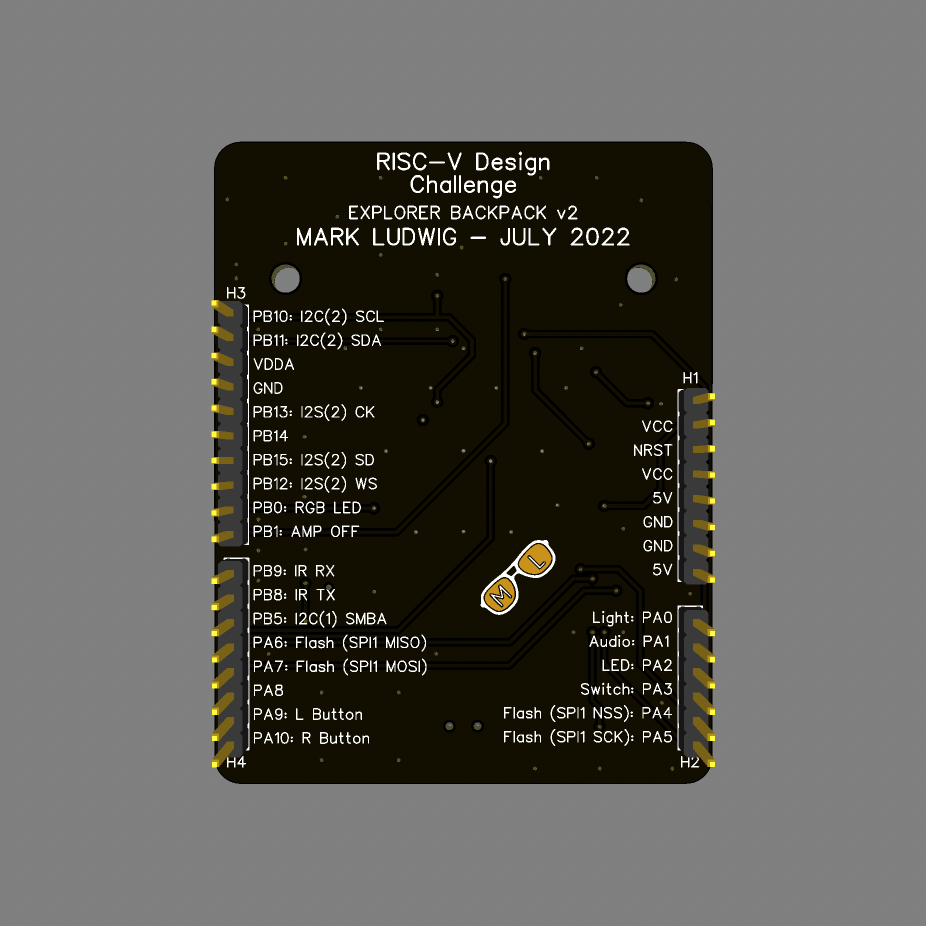 RISC-V Design
Challenge
EXPLORER BACKPACK v2
MARK LUDWIG - JULY 2022
H3
PB10: I2C(2) SCL
PB11: I2C(2) SDA
VDDA
GND
PB13: I2S(2) CK
PB14
PB15: I2S(2) SD
PB12: I2S(2) WS
PB0: RGB LED
PB1: AMP OFF
PB9: IR RX
PB8: IR TX
PB5: I2C(1) SMBA
PA6: Flash (SPI1 MISO)
PA7: Flash (SPI1 MOSI)
PA8
PA9: L Button
PA10: R Button
H4
M L
H1
VCC
NRST
VCC
5V
GND
GND
5V
Light: PA0
Audio: PA1
LED: PA2
Switch: PA3
Flash (SPI1 NSS): PA4
Flash (SPI1 SCK): PA5
H2